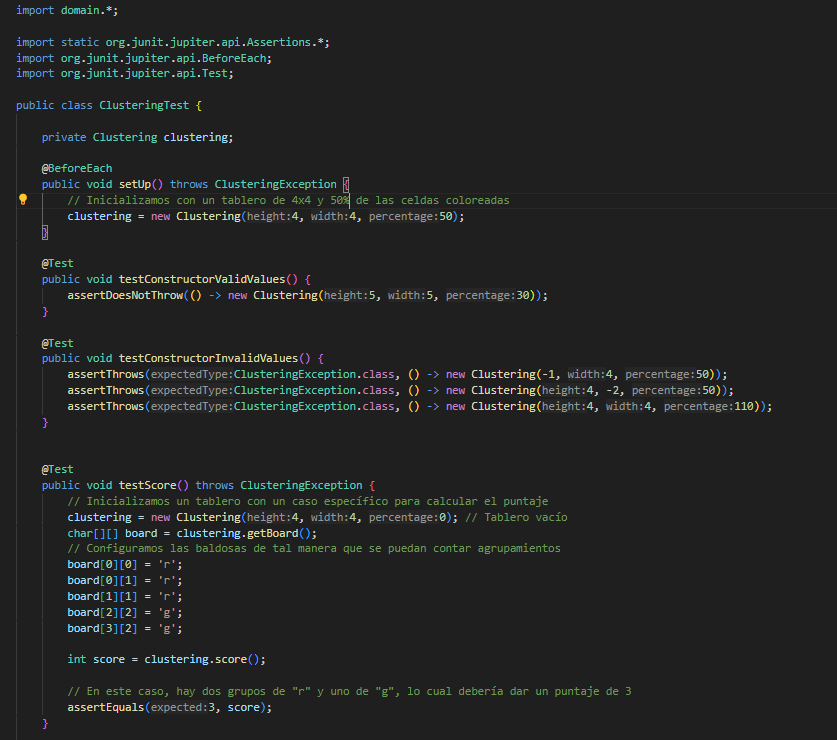 import domain.*;
import static org.junit.jupiter.api.Assertions.*;
import org.junit.jupiter.api.BeforeEach;
import org.junit.jupiter.api.Test;
public class ClusteringTest {
private Clustering clustering;
@BeforeEach
public void setUp() throws ClusteringException {
// Inicializamos con un tablero de 4x4 y 50% de las celdas coloreadas
clustering = new Clustering(height:4, width:4, percentage:50);
}
@Test
public void testConstructorValidValues() {
assertDoesNotThrow(() -> new Clustering(height:5, width:5, percentage:30));
}
@Test
public void testConstructorInvalidValues() {
assertThrows(expectedType:ClusteringException.class, () -> new Clustering(-1, width:4, percentage:50));
assertThrows(expectedType:ClusteringException.class, () -> new Clustering(height:4, -2, percentage:50));
assertThrows(expectedType:ClusteringException.class, () -> new Clustering(height:4, width:4, percentage:110));
}
@Test
public void testScore() throws ClusteringException {
// Inicializamos un tablero con un caso específico para calcular el puntaje
clustering = new Clustering(height:4, width:4, percentage:0); // Tablero vacío
char[][] board = clustering.getBoard();
// Configuramos las baldosas de tal manera que se puedan contar agrupamientos
board[0][0] = 'r';
board[0][1] = 'r';
board[1][1] = 'r';
board[2][2] = 'g';
board[3][2] = 'g';
int score = clustering.score();
// En este caso, hay dos grupos de "r" y uno de "g", lo cual debería dar un puntaje de 3
assertEquals(expected:3, score);
}